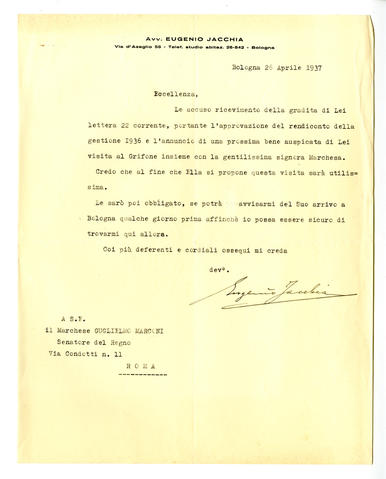 Avv. EUGENIO JACCHIA
Via d'Azeglio 58 - Telef. studio abitaz. 26-842 - Bologna
Bologna 26 Aprile 1937
Eccellenza,
Le accuso ricevimento della gradita di Lei
lettera 22 corrente, portante l'approvazione del rendiconto della
gestione I936 e l'annuncio di una prossima bene auspicata di Lei
visita al Grifone insieme con la gentilissima signora Marchesa.
Credo che al fine che Ella si propone questa visita sarà utilis=
sima.
Le sarò poi obbligato, se potrà avvisarmi del Suo arrivo a
Bologna qualche giorno prima affinchè io possa essere sicuro di
trovarmi qui allora.
Coi più deferenti e cordiali ossequi mi creda
dev°.
Eugenio Jacchia
A S.E.
il Marchese GUGLIELMO MARCONI
Senatore del Regno
Via Condotti n. 11
R O M A